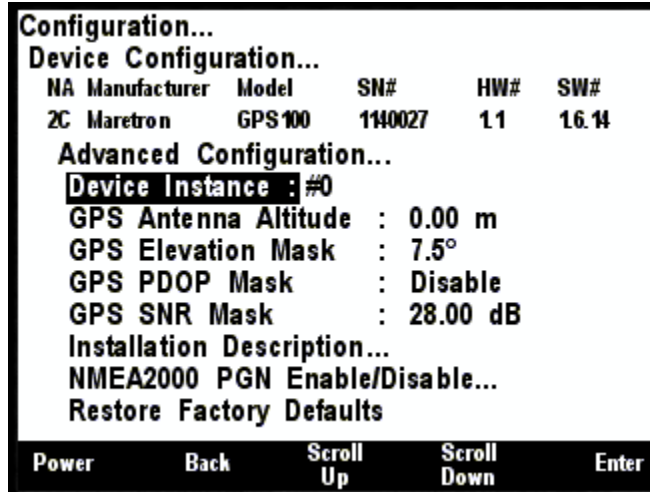 Configuration...
Device Configuration...
NA Manufacturer Model SN# HW# SW#
2C Maretron GPS100 1140027 1.1 1.6.14
Advanced Configuration...
Device Instance : #0
GPS Antenna Altitude : 0.00 m
GPS Elevation Mask : 7.5°
GPS PDOP Mask : Disable
GPS SNR Mask : 28.00 dB
Installation Description...
NMEA2000 PGN Enable/Disable...
Restore Factory Defaults
Power Back Scroll Up Scroll Down Enter